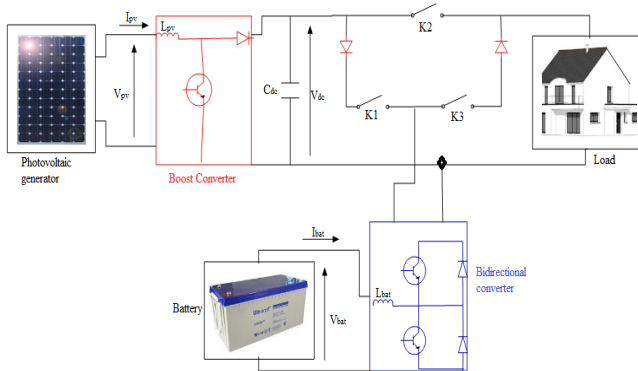 Ipv
Lpv
Vpv
Cdc
Vdc
K2
K1
K3
Photovoltaic
generator
Boost Converter
Load
Ibat
Lbat
Bidirectional
converter
Battery
Vbat